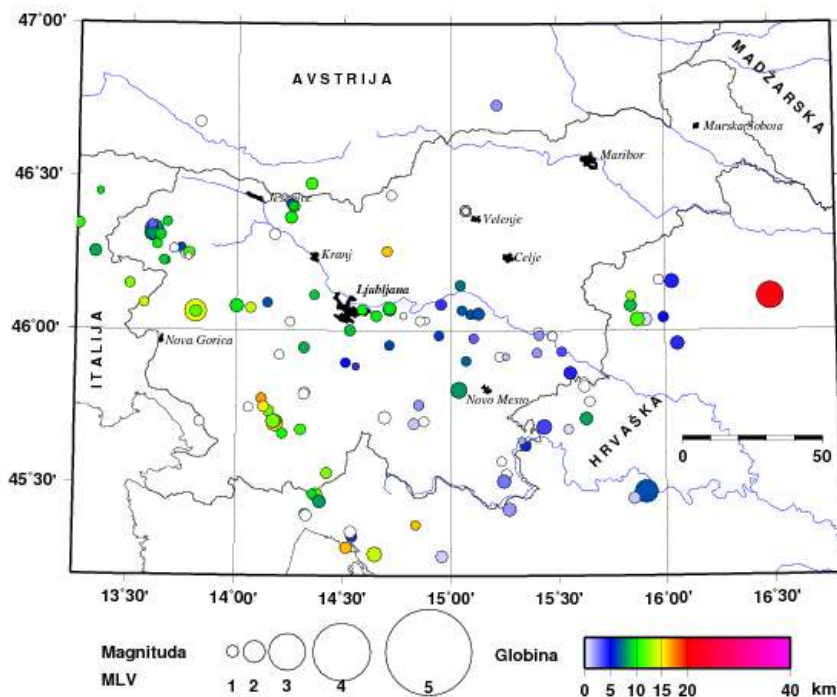 47°00'
AVSTRIJA
MADŽARSKA
Murska Sobota
Maribor
46°30'
Jesenice
Velenje
Kranj
Celje
Ljubljana
46°00'
ITALIJA
Nova Gorica
Novo Mesto
HRVAŠKA
0 50
45°30'
13°30' 14°00' 14°30' 15°00' 15°30' 16°00' 16°30'
Magnituda
MLV
1 2 3 4 5
Globina
0 5 10 15 20 40 km